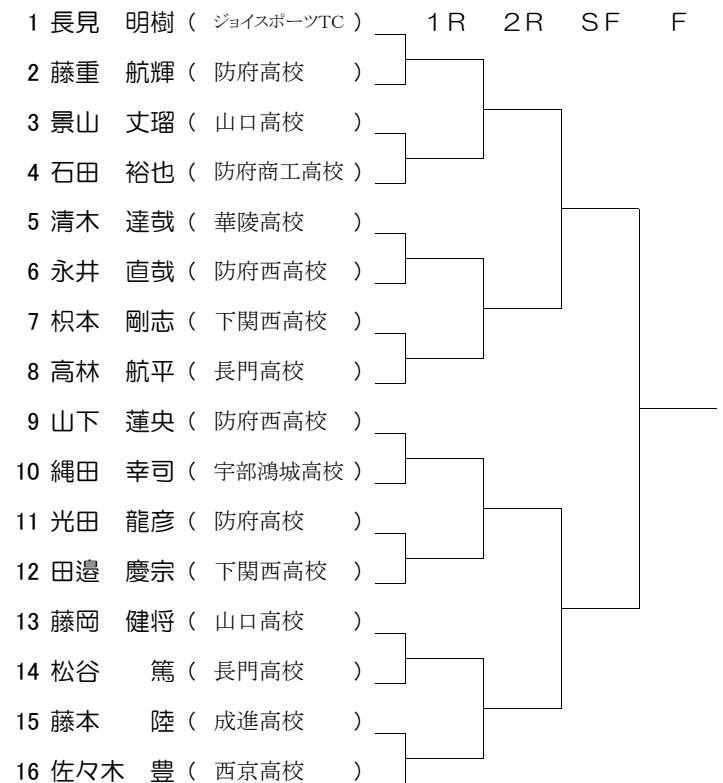 1 長見 明樹 ( ジョイスポーツTC ) 1R 2R SF F
2 藤重 航輝 ( 防府高校 )
3 景山 丈瑠 ( 山口高校 )
4 石田 裕也 ( 防府商工高校 )
5 清木 達哉 ( 華陵高校 )
6 永井 直哉 ( 防府西高校 )
7 枳本 剛志 ( 下関西高校 )
8 高林 航平 ( 長門高校 )
9 山下 蓮央 ( 防府西高校 )
10 縄田 幸司 ( 宇部鴻城高校 )
11 光田 龍彦 ( 防府高校 )
12 田邉 慶宗 ( 下関西高校 )
13 藤岡 健将 ( 山口高校 )
14 松谷 篤 ( 長門高校 )
15 藤本 陸 ( 成進高校 )
16 佐々木 豊 ( 西京高校 )